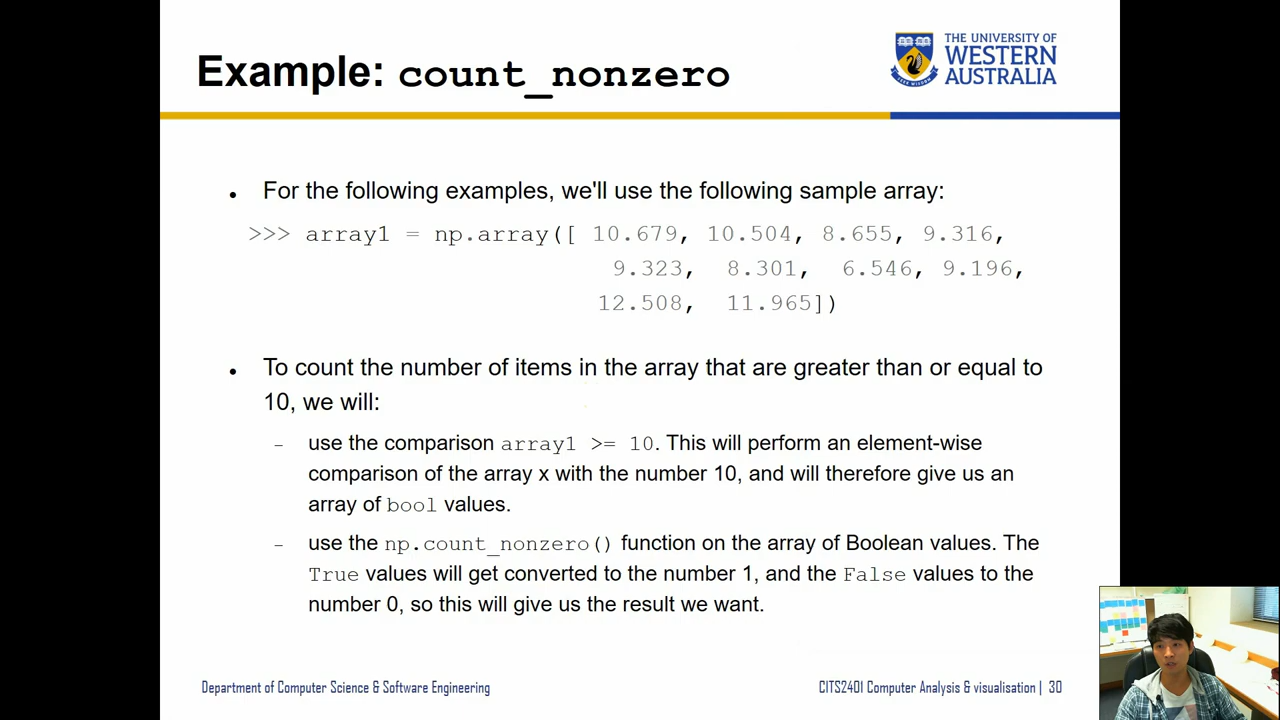 Example: count_nonzero
THE UNIVERSITY OF
WESTERN
AUSTRALIA
• For the following examples, we'll use the following sample array:
>>> array1 = np.array([ 10.679, 10.504, 8.655, 9.316,
9.323, 8.301, 6.546, 9.196,
12.508, 11.965])
• To count the number of items in the array that are greater than or equal to
10, we will:
– use the comparison array1 >= 10. This will perform an element-wise
comparison of the array x with the number 10, and will therefore give us an
array of bool values.
– use the np.count_nonzero() function on the array of Boolean values. The
True values will get converted to the number 1, and the False values to the
number 0, so this will give us the result we want.
Department of Computer Science & Software Engineering
CITS2401 Computer Analysis & visualisation | 30